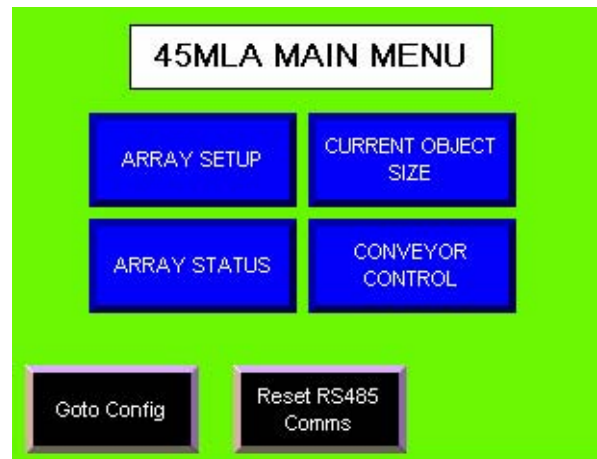 45MLA MAIN MENU
ARRAY SETUP
CURRENT OBJECT
SIZE
ARRAY STATUS
CONVEYOR
CONTROL
Goto Config
Reset RS485
Comms